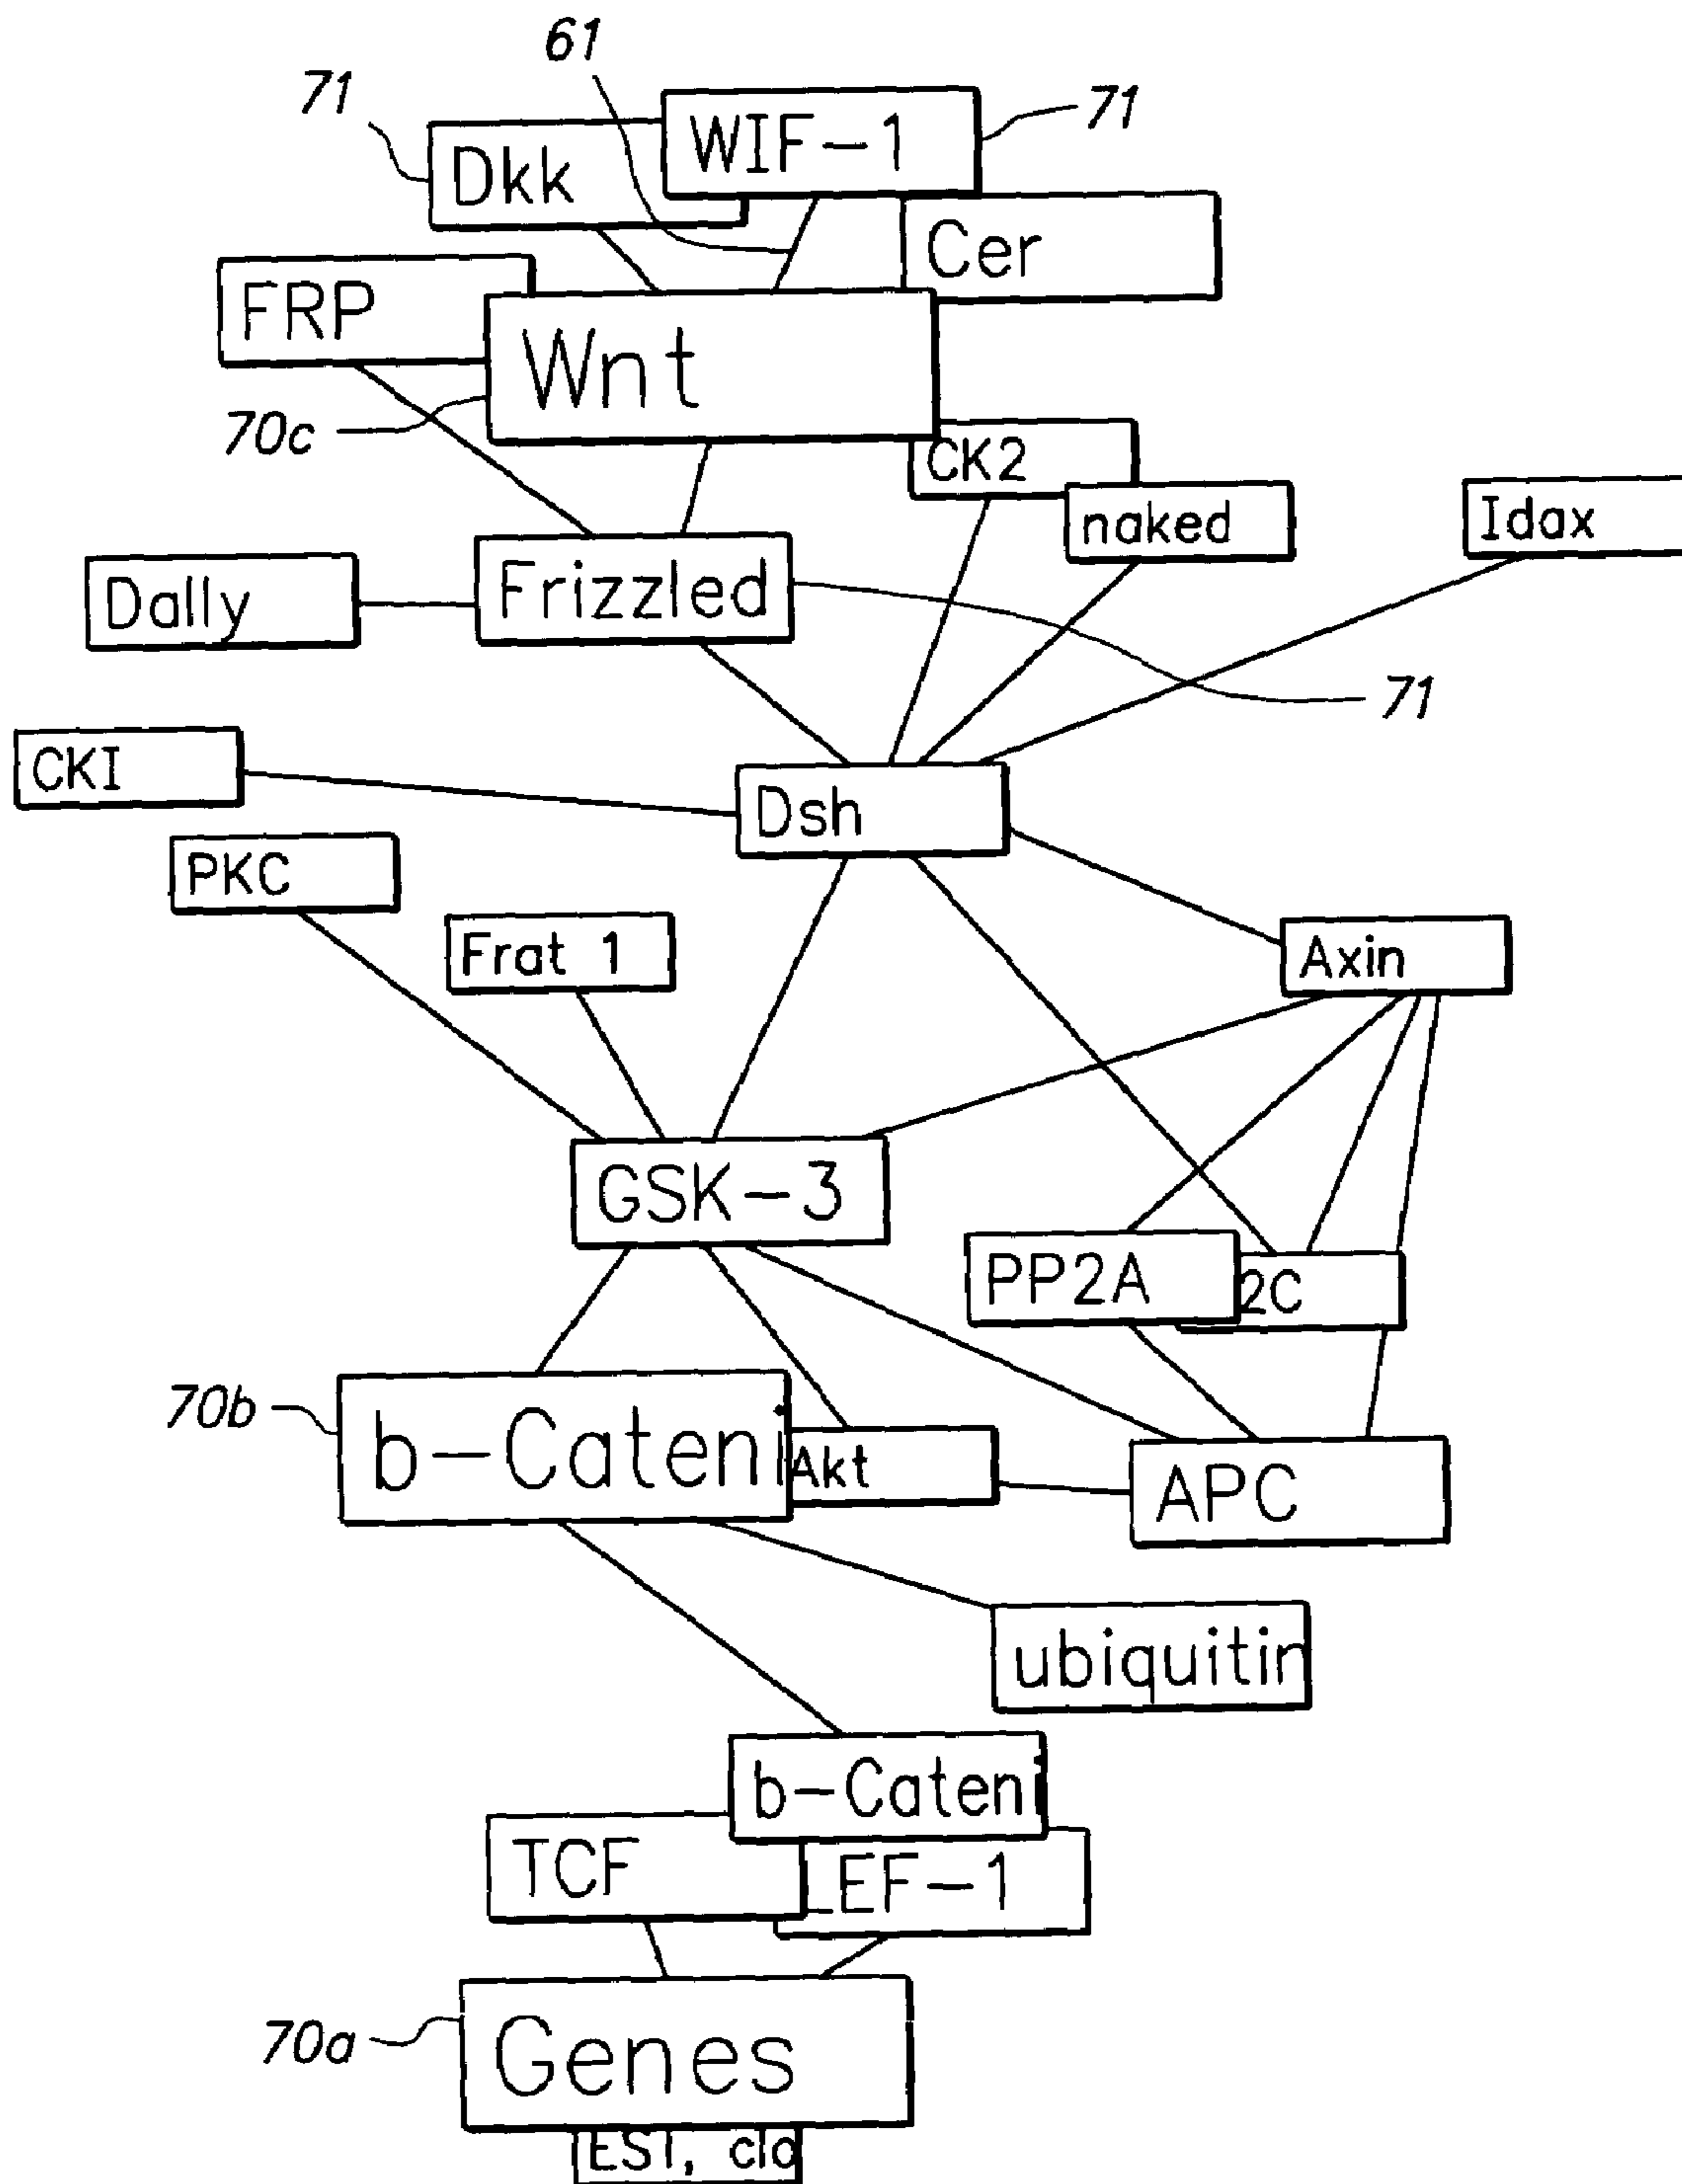 61
71
WIF-1
71
Dkk
Cer
FRP
Wnt
70c
CK2
naked
Idax
Dally
Frizzled
71
CKI
Dsh
PKC
Frat 1
Axin
GSK-3
PP2A
2C
70b
b-Cateni
Akt
APC
ubiquitin
b-Cateni
TCF
LEF-1
Genes
70a